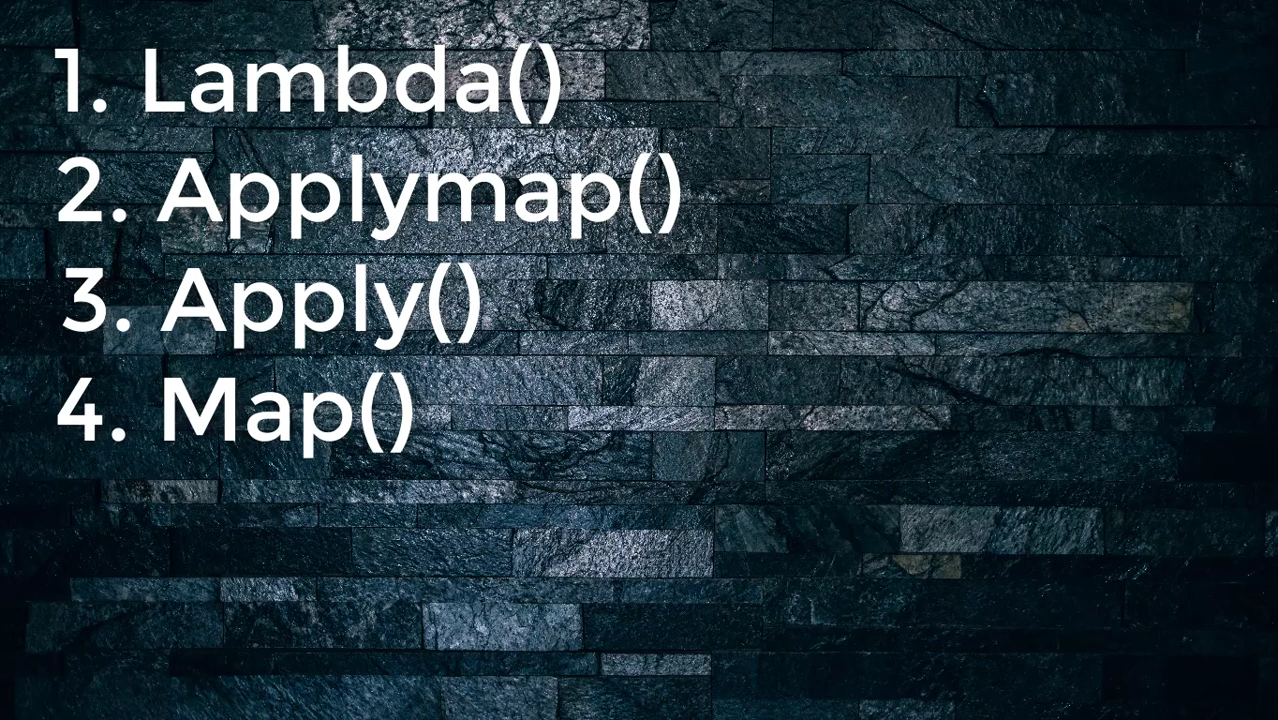 1. Lambda()
2. Applymap()
3. Apply()
4. Map()